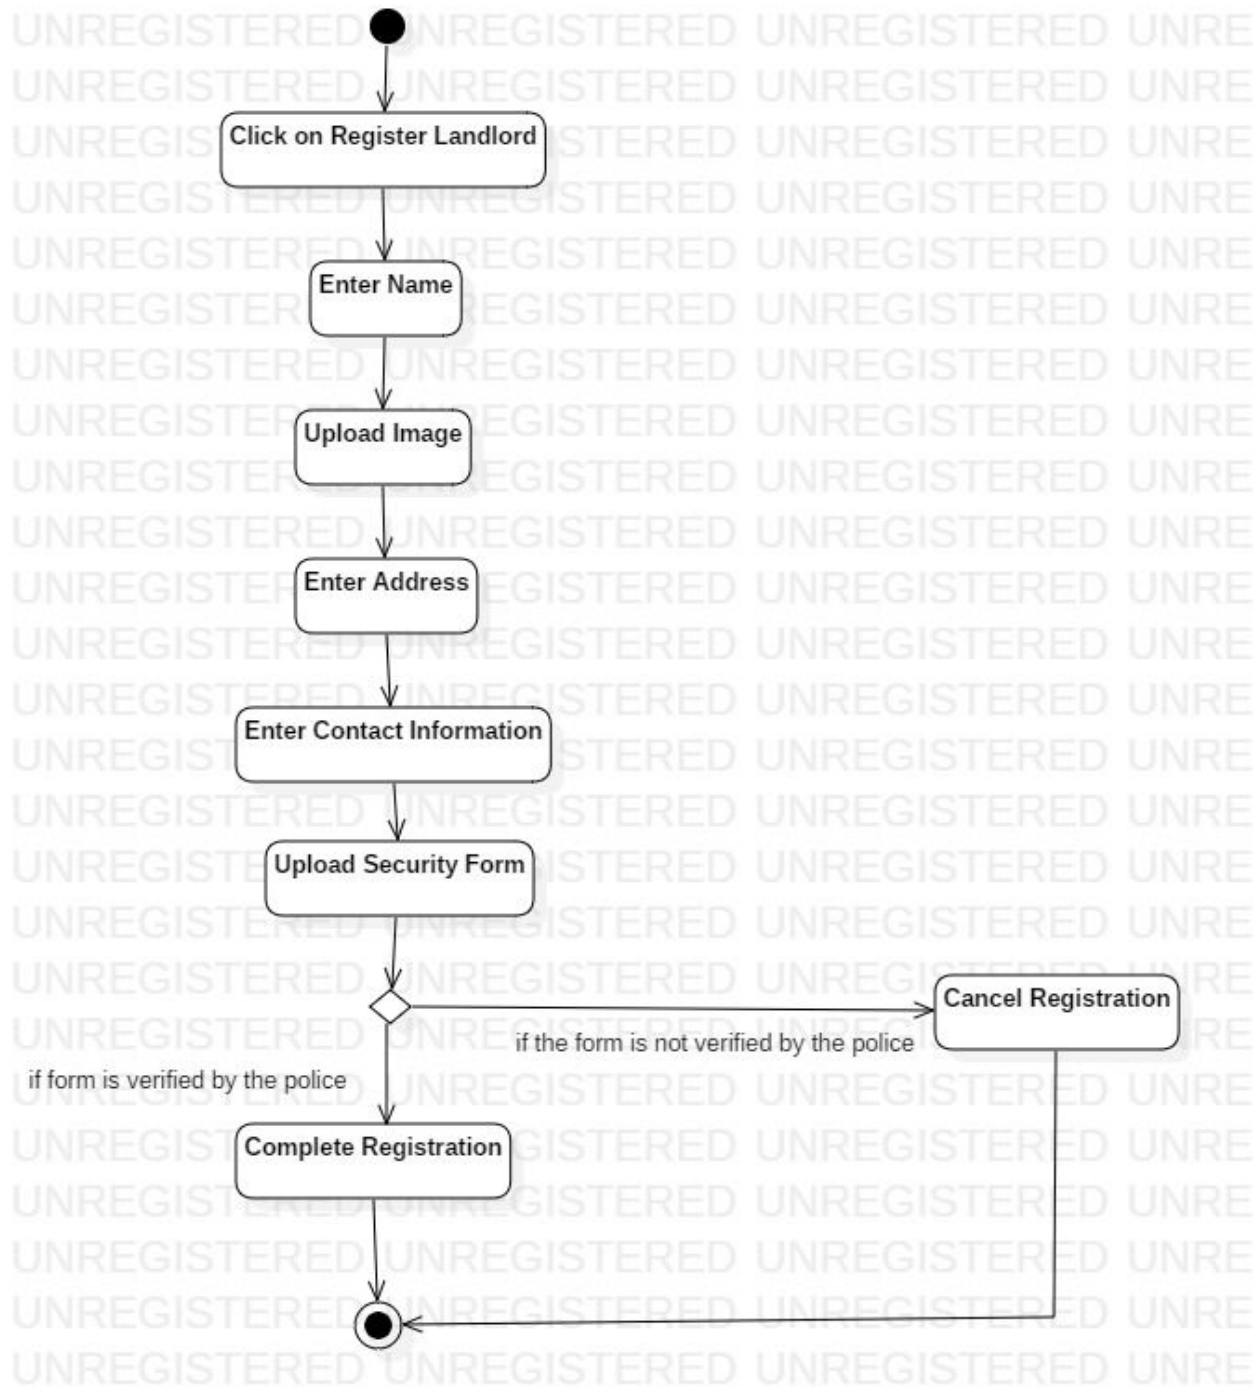 Click on Register Landlord
Enter Name
Upload Image
Enter Address
Enter Contact Information
Upload Security Form
Cancel Registration
if the form is not verified by the police
if form is verified by the police
Complete Registration
UNREGISTERED